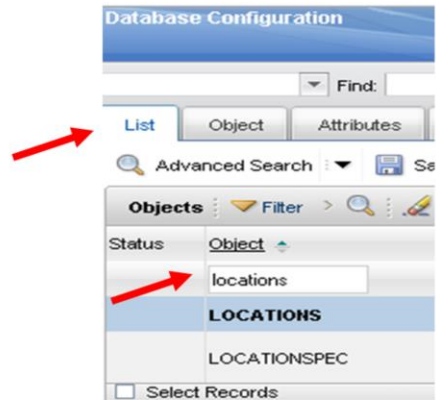 Database Configuration
Find:
List Object Attributes
Advanced Search
Objects Filter
Status Object
locations
LOCATIONS
LOCATIONSPEC
Select Records